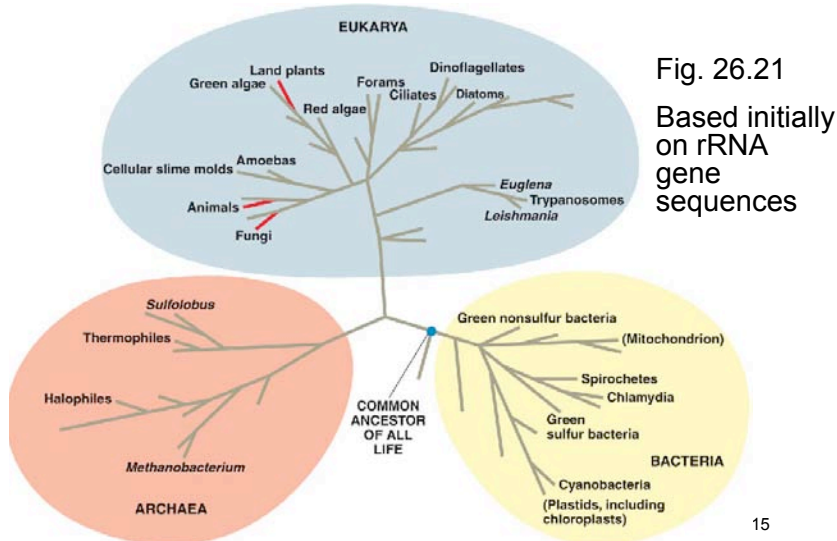 EUKARYA
Land plants
Green algae
Red algae
Forams
Ciliates
Dinoflagellates
Diatoms
Amoebas
Cellular slime molds
Animals
Fungi
Euglena
Trypanosomes
Leishmania
Fig. 26.21
Based initially
on rRNA
gene
sequences
Sulfolobus
Thermophiles
Halophiles
Methanobacterium
ARCHAEA
COMMON
ANCESTOR
OF ALL
LIFE
Green nonsulfur bacteria
(Mitochondrion)
Spirochetes
Chlamydia
Green
sulfur bacteria
BACTERIA
Cyanobacteria
(Plastids, including
chloroplasts)
15